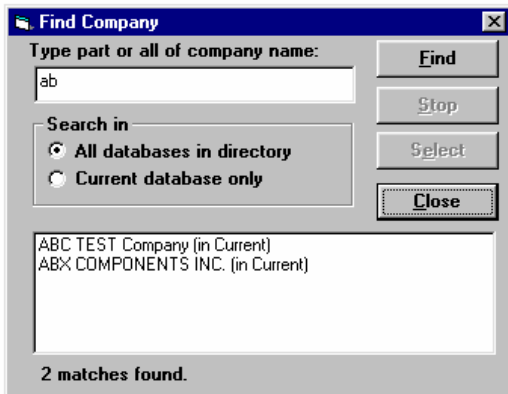 Find Company
Type part or all of company name:
Find
ab
Stop
Search in
All databases in directory
Select
Current database only
Close
ABC TEST Company (in Current)
ABX COMPONENTS INC. (in Current)
2 matches found.